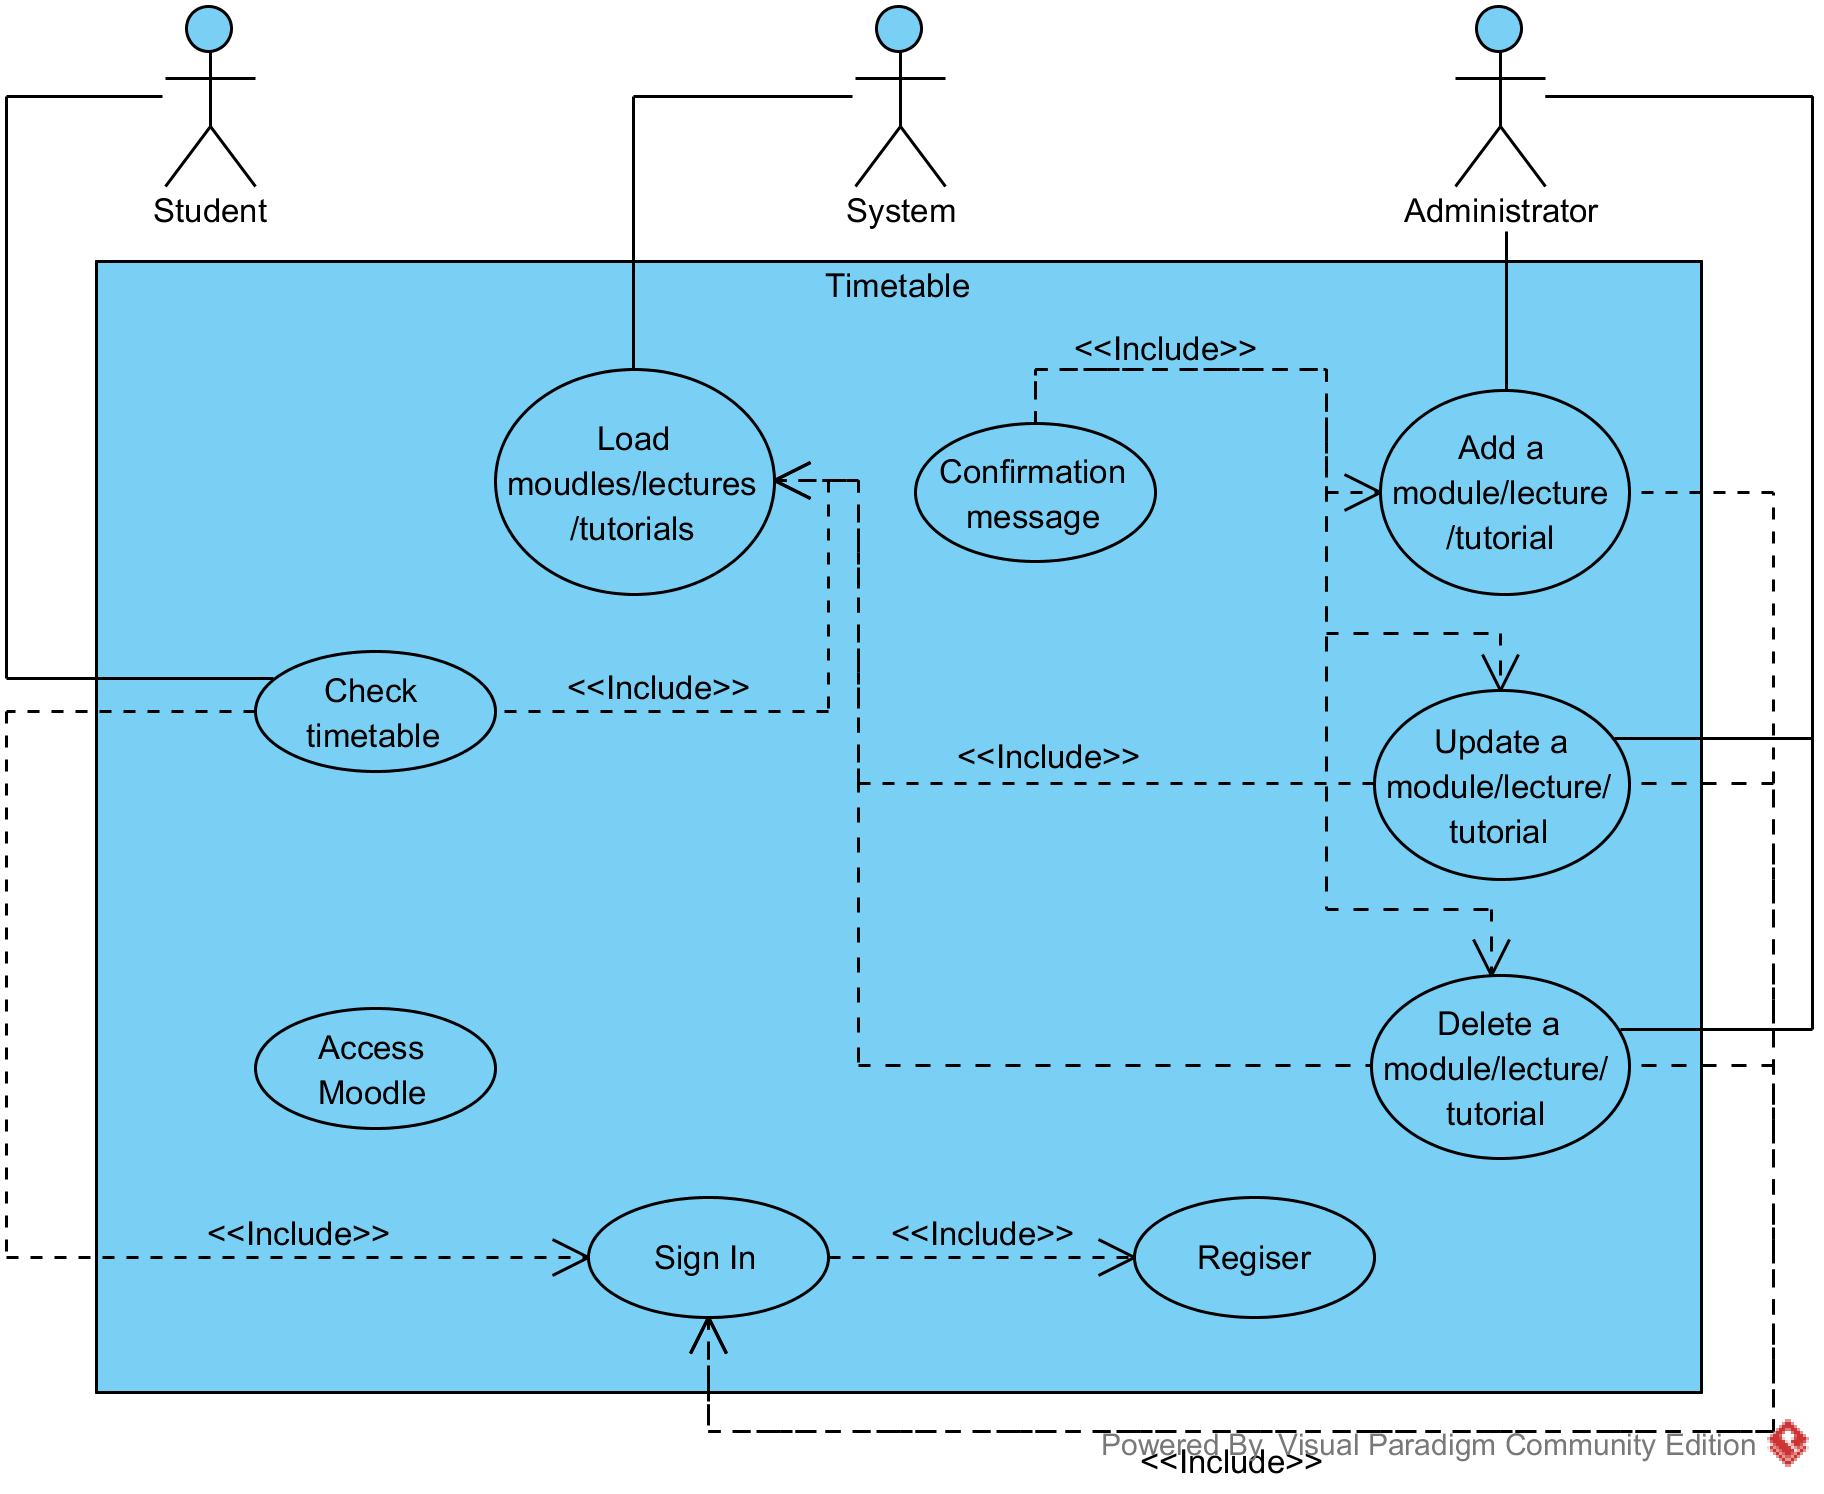 Student
System
Administrator
Timetable
<<Include>>
Load
moudles/lectures
/tutorials
Confirmation
message
Add a
module/lecture
/tutorial
Check
timetable
<<Include>>
<<Include>>
Update a
module/lecture/
tutorial
Access
Moodle
Delete a
module/lecture/
tutorial
<<Include>>
Sign In
<<Include>>
Regiser
Powered By Visual Paradigm Community Edition
<<Include>>